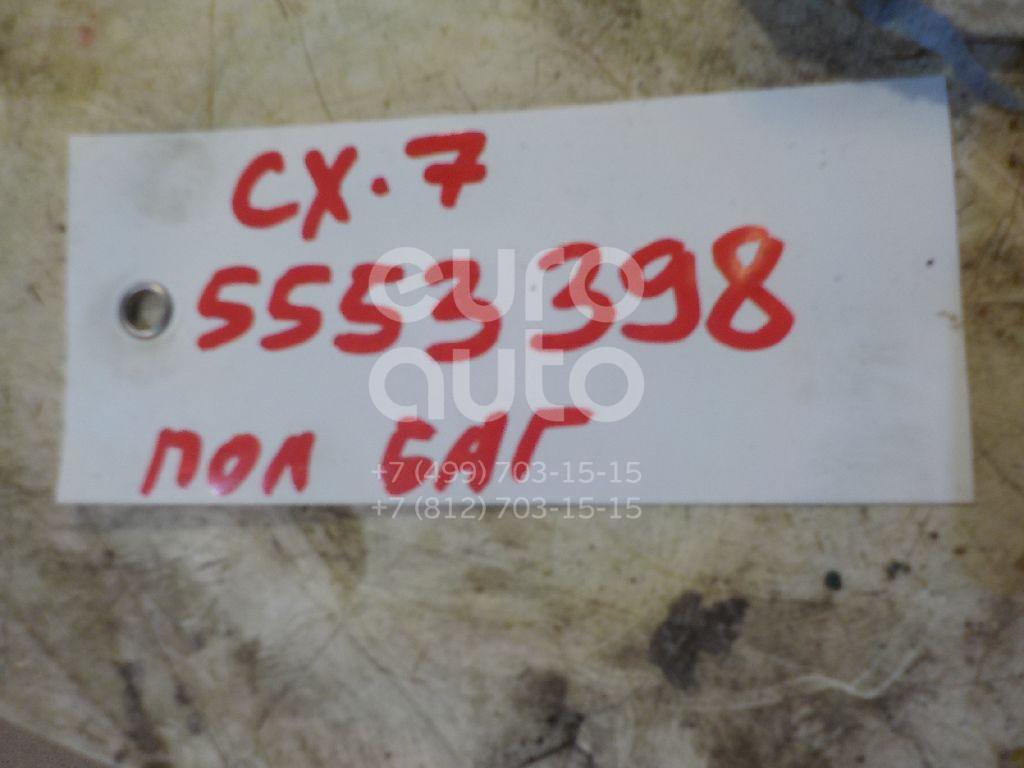 CX.7
5553398
ПОЛ БАГ
euro
auto
+7 (499) 703-15-15
+7 (812) 703-15-15